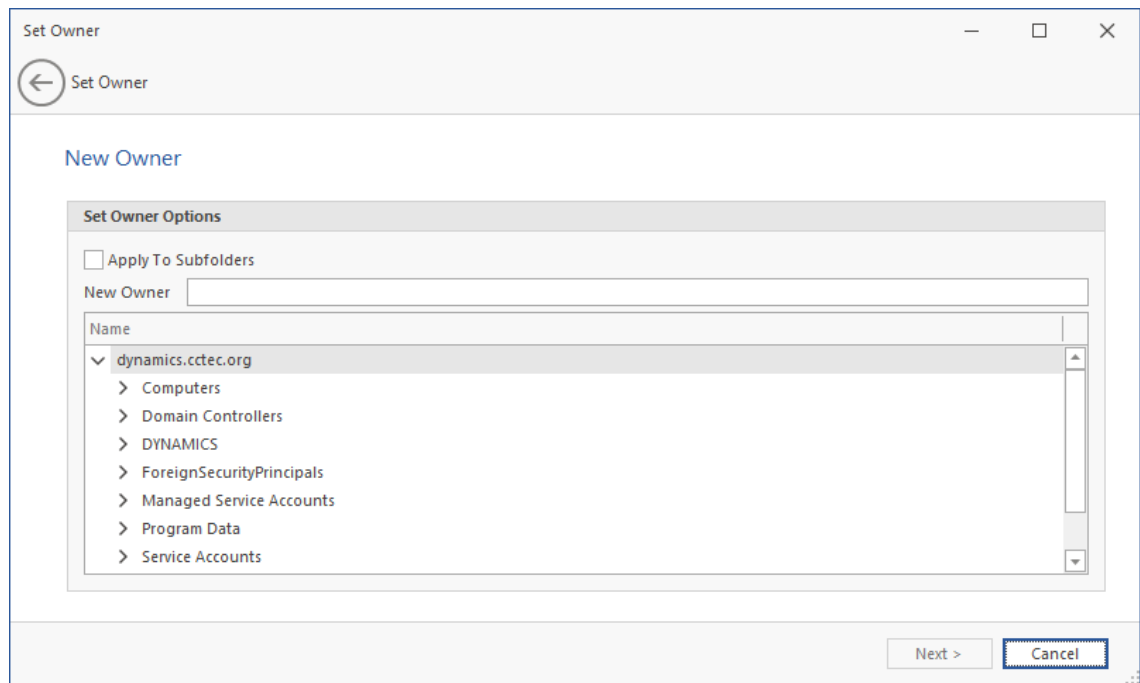 Set Owner
Set Owner
New Owner
Set Owner Options
Apply To Subfolders
New Owner
Name
dynamics.cctec.org
Computers
Domain Controllers
DYNAMICS
ForeignSecurityPrincipals
Managed Service Accounts
Program Data
Service Accounts
Next > Cancel